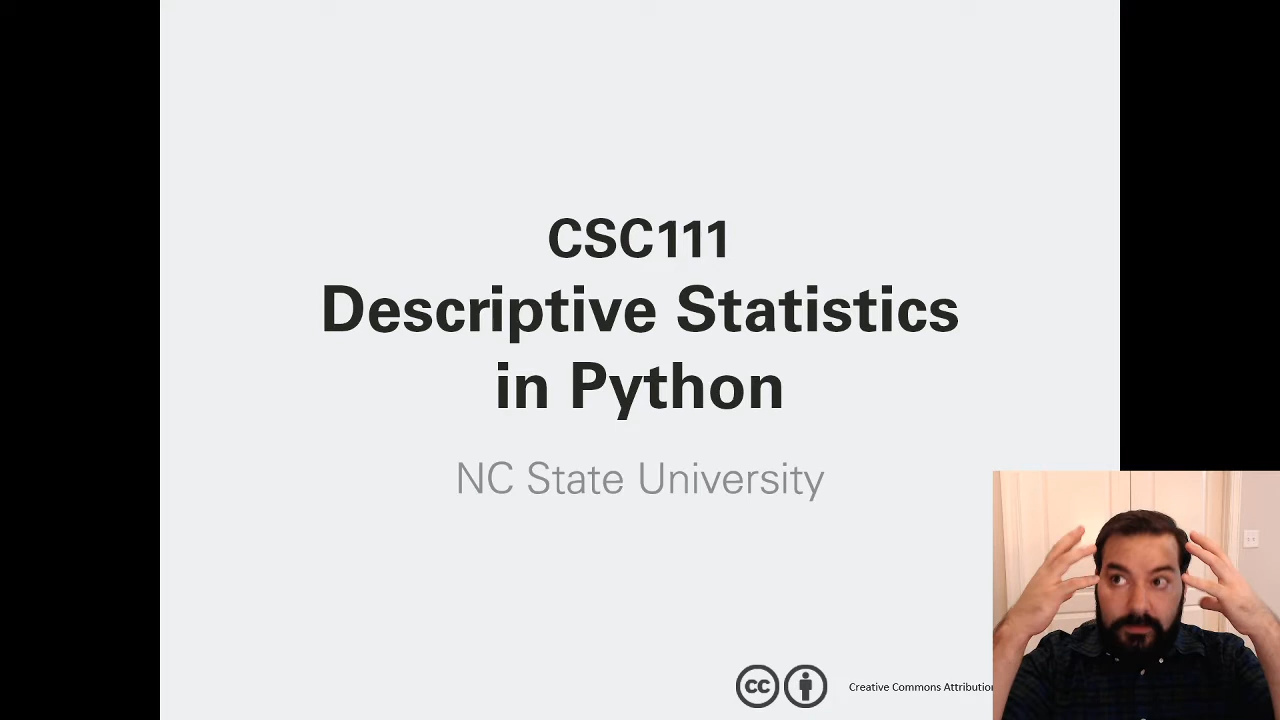 CSC111
Descriptive Statistics
in Python
NC State University
cc
Creative Commons Attribution